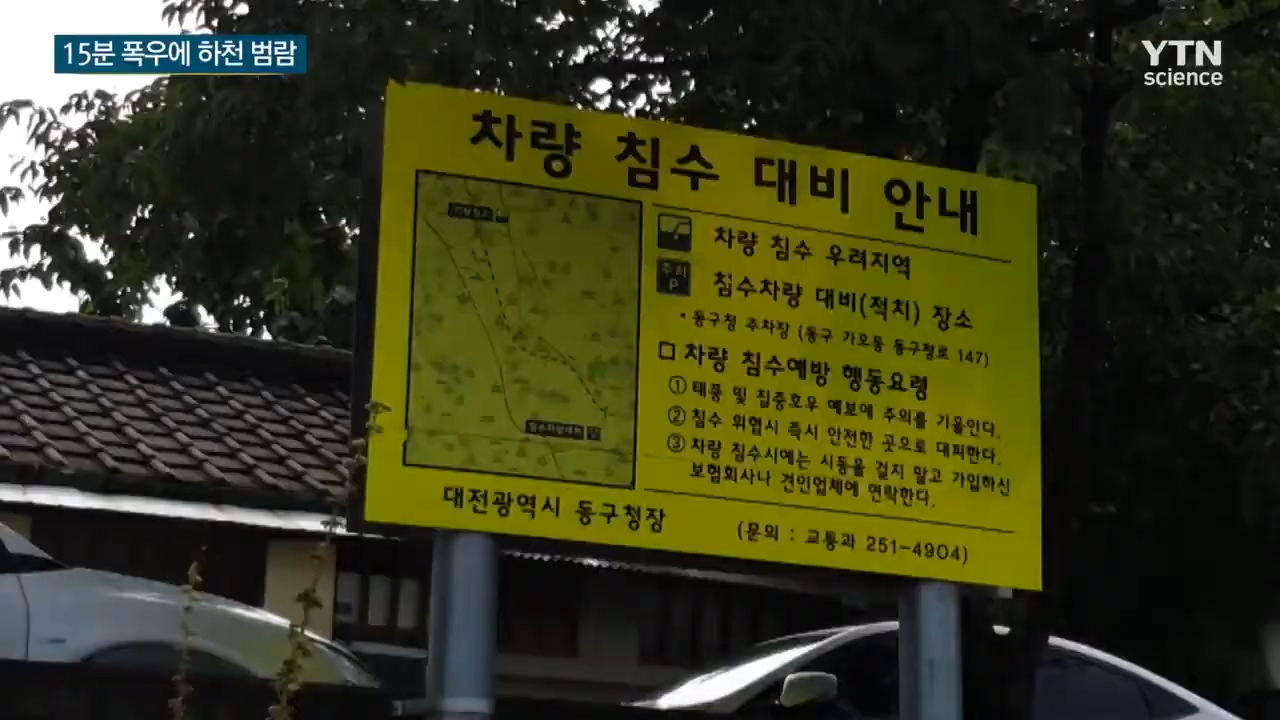 15분 폭우에 하천 범람
YTN
science
차량 침수 대비 안내
차량 침수 우려지역
주의
P
침수차량 대비(적치) 장소
• 동구청 주차장 (동구 가오동 동구청로 147)
□ 차량 침수예방 행동요령
① 태풍 및 집중호우 예보에 주의를 기울인다.
② 침수 위협시 즉시 안전한 곳으로 대피한다.
③ 차량 침수시에는 시동을 걸지 말고 가입하신
보험회사나 견인업체에 연락한다.
대전광역시 동구청장
(문의 : 교통과 251-4904)